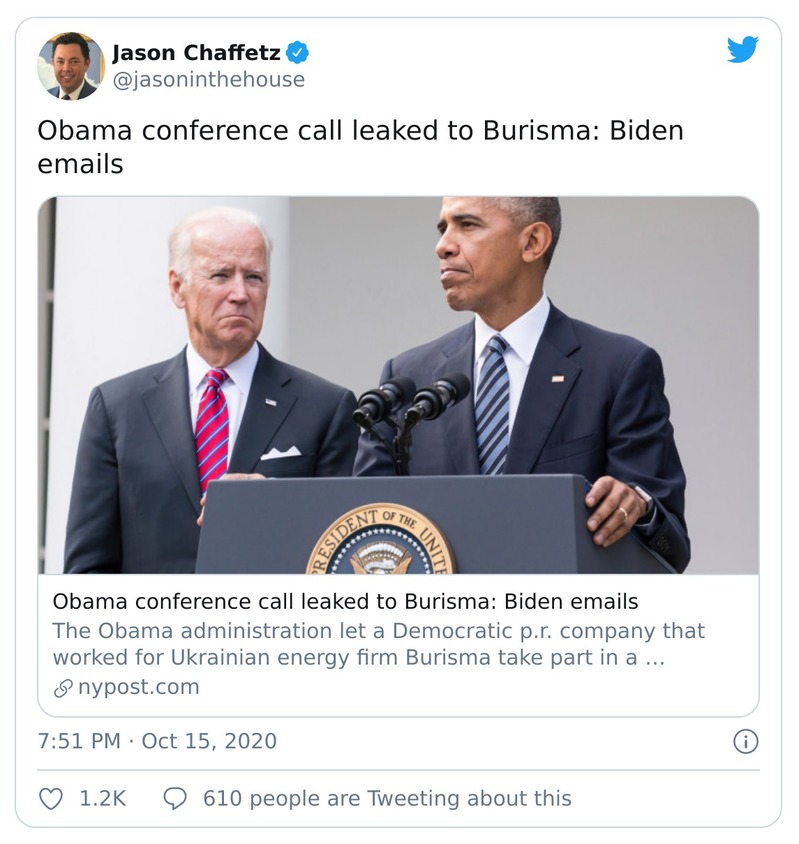 Jason Chaffetz
@jasoninthehouse
Obama conference call leaked to Burisma: Biden
emails
PRESIDENT OF THE UNITE
Obama conference call leaked to Burisma: Biden emails
The Obama administration let a Democratic p.r. company that
worked for Ukrainian energy firm Burisma take part in a ...
nypost.com
7:51 PM · Oct 15, 2020
1.2K
610 people are Tweeting about this